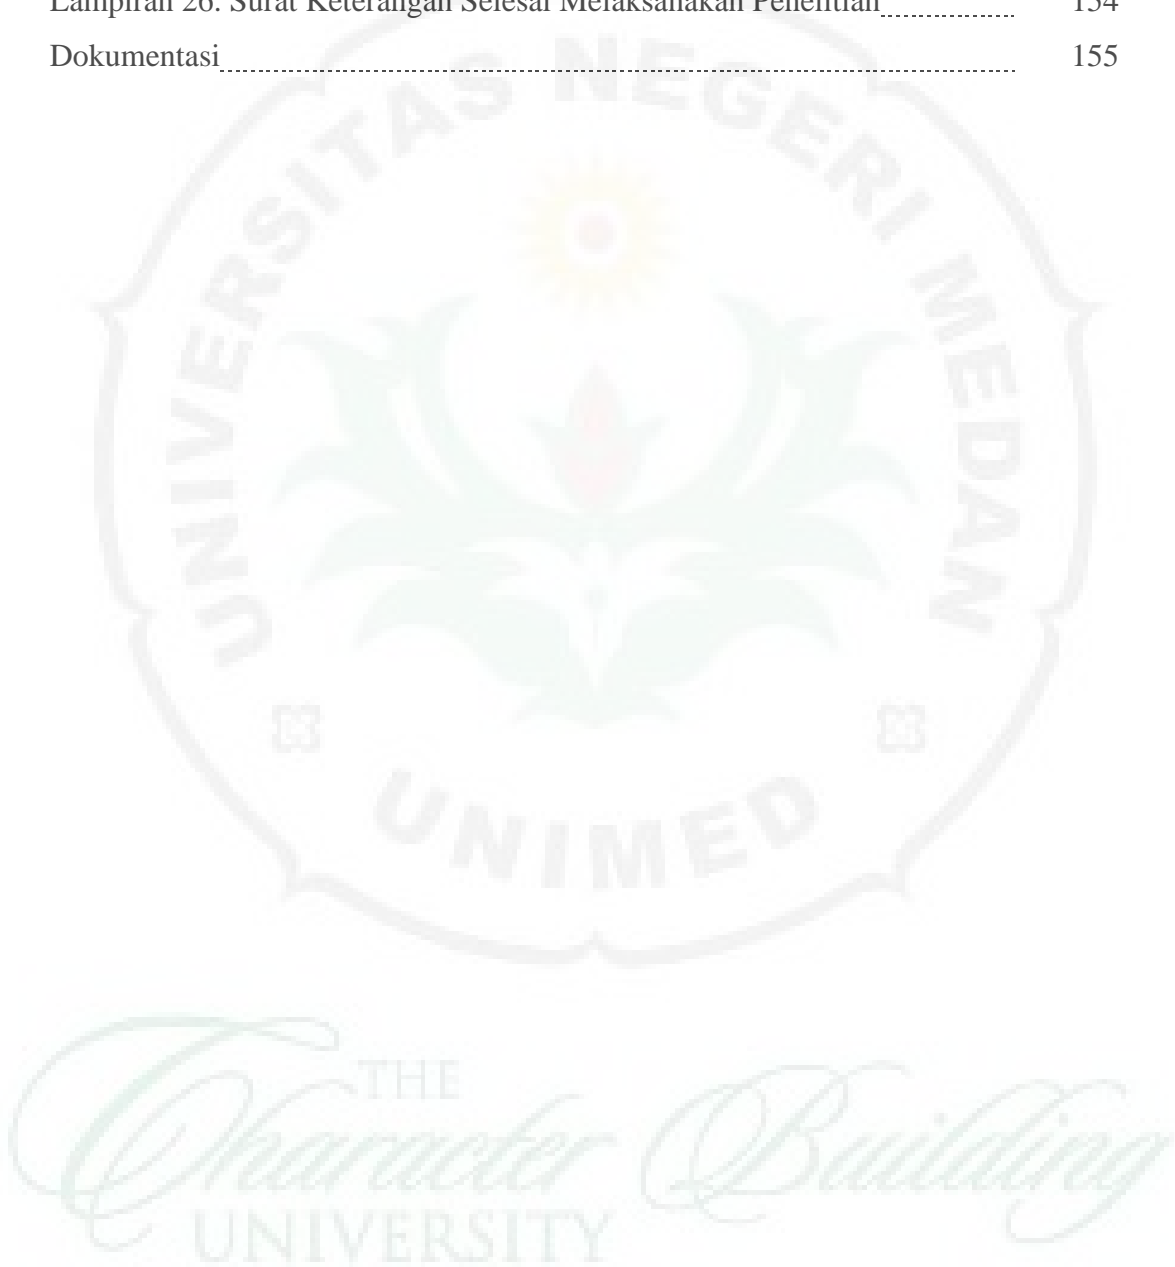 Lampiran 26. Surat Keterangan Selesai Melaksanakan Penelitian 154
Dokumentasi 155
UNIVERSITAS NEGERI MEDAN
UNIMED
THE
Character Building
UNIVERSITY